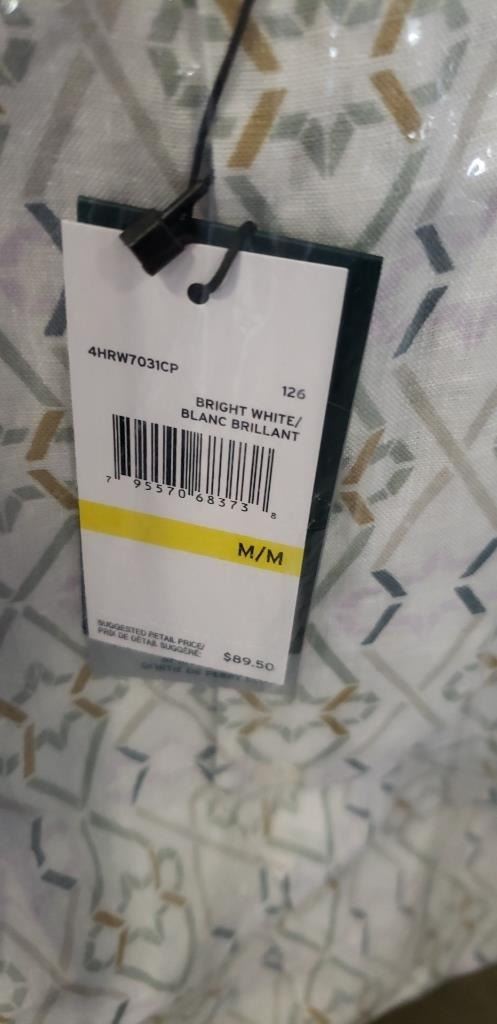 4HRW7031CP
126
BRIGHT WHITE/
BLANC BRILLANT
7 95570 68373 8
M/M
SUGGESTED RETAIL PRICE/
PRIX DE DÉTAIL SUGGÉRÉ:
$89.50